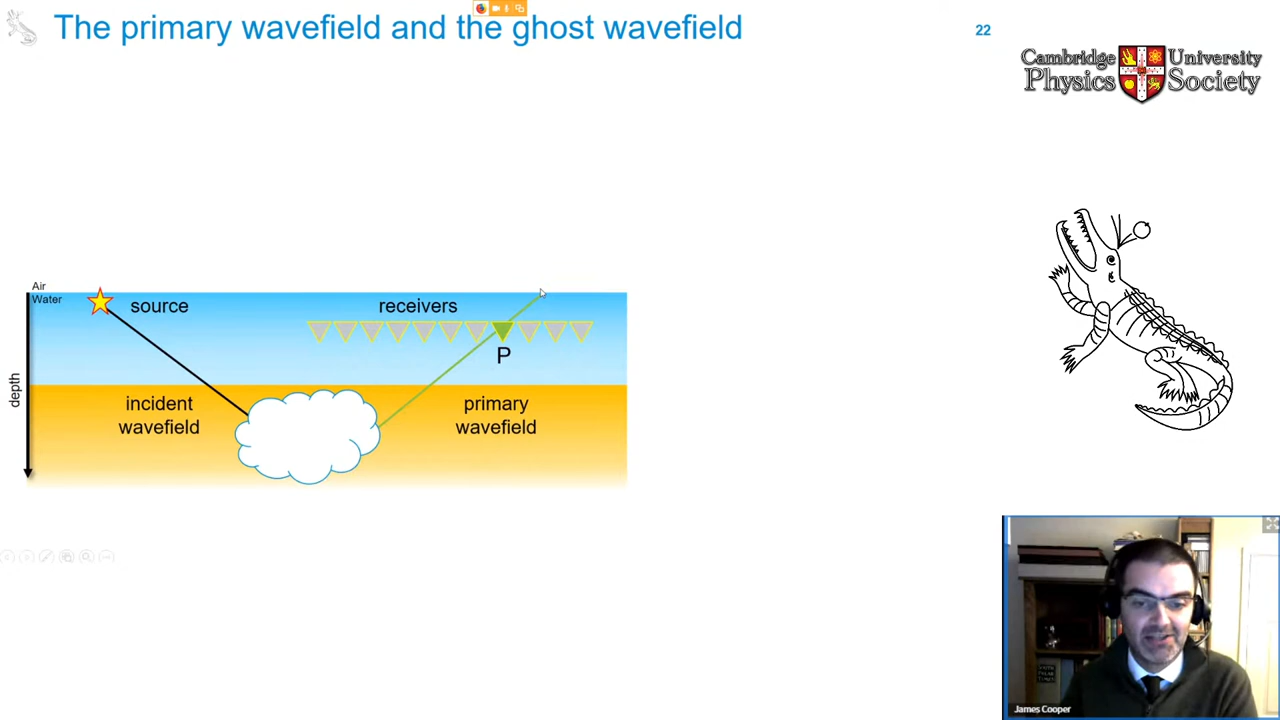 The primary wavefield and the ghost wavefield
22
Cambridge University
Physics Society
Air
Water
source
receivers
P
depth
incident
wavefield
primary
wavefield
James Cooper